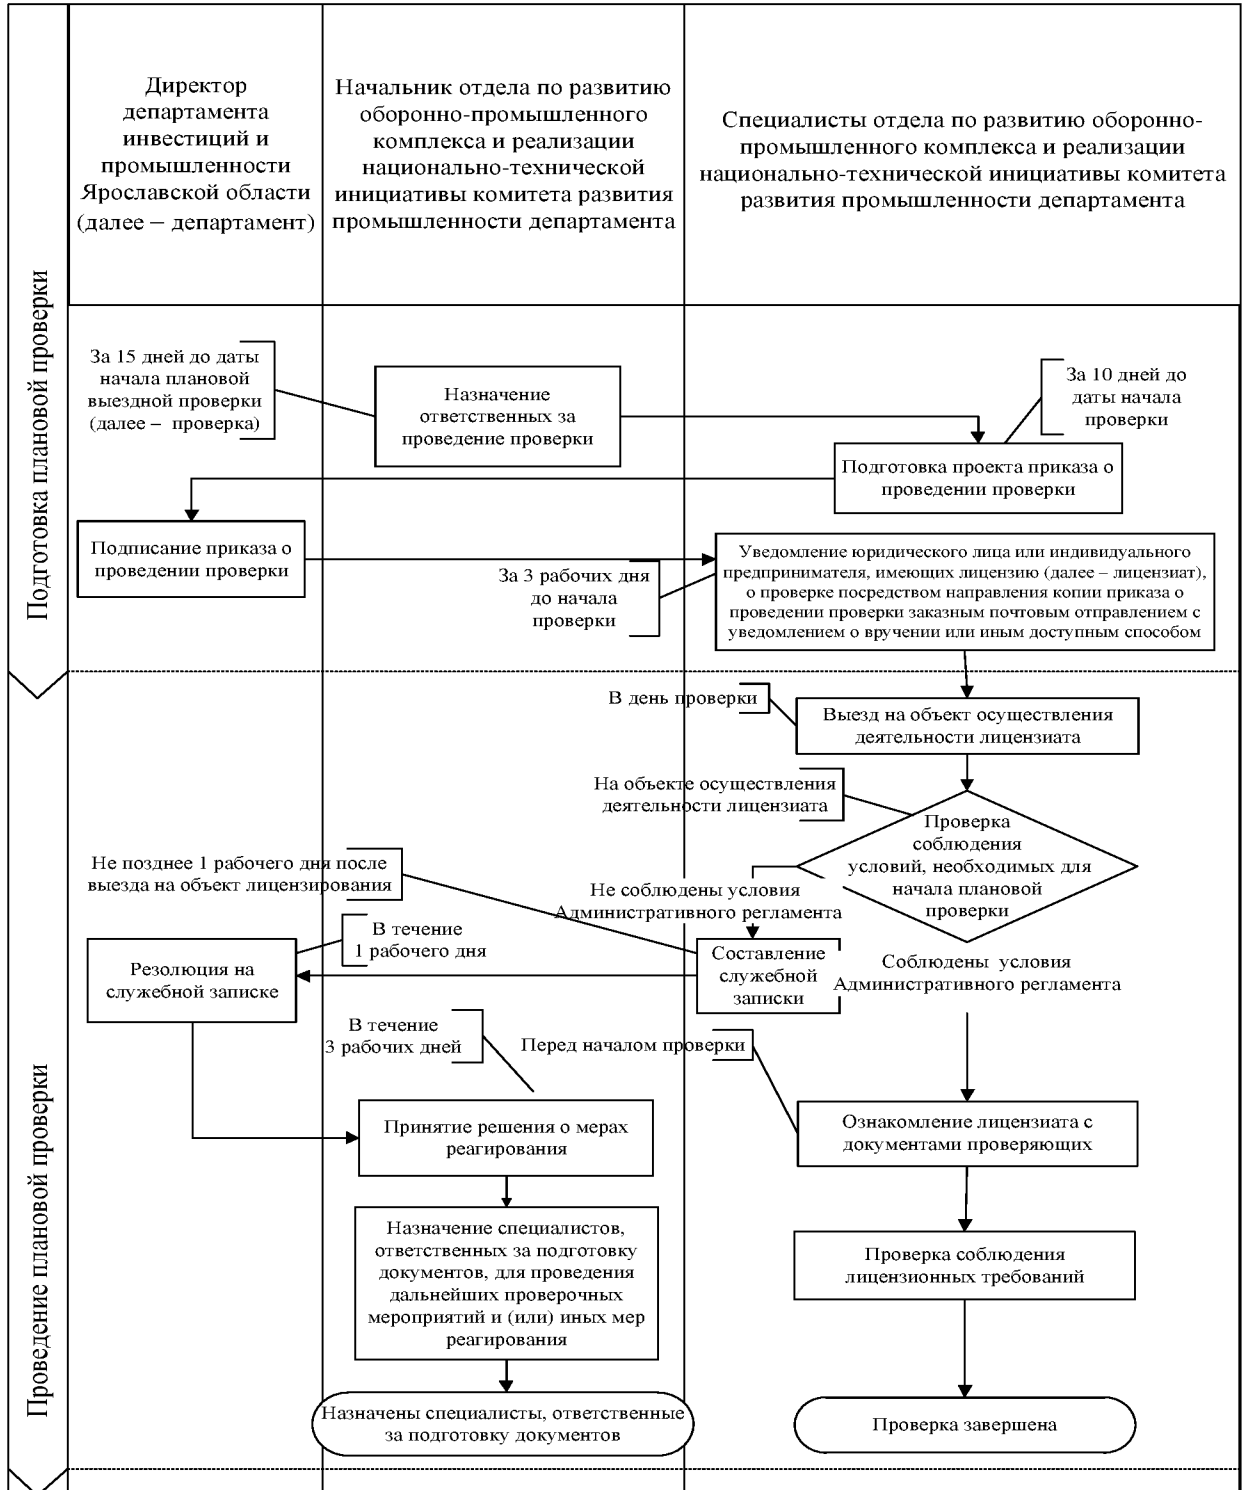 Директор
департамента
инвестиций и
промышленности
Ярославской области
(далее – департамент)
Начальник отдела по развитию
оборонно-промышленного
комплекса и реализации
национально-технической
инициативы комитета развития
промышленности департамента
Специалисты отдела по развитию оборонно-
промышленного комплекса и реализации
национально-технической инициативы комитета
развития промышленности департамента
Подготовка плановой проверки
За 15 дней до даты
начала плановой
выездной проверки
(далее – проверка)
Назначение
ответственных за
проведение проверки
За 10 дней до
даты начала
проверки
Подготовка проекта приказа о
проведении проверки
Подписание приказа о
проведении проверки
За 3 рабочих дня
до начала
проверки
Уведомление юридического лица или индивидуального
предпринимателя, имеющих лицензию (далее – лицензиат),
о проверке посредством направления копии приказа о
проведении проверки заказным почтовым отправлением с
уведомлением о вручении или иным доступным способом
Проведение плановой проверки
В день проверки
Выезд на объект осуществления
деятельности лицензиата
На объекте осуществления
деятельности лицензиата
Проверка
соблюдения
условий, необходимых для
начала плановой
проверки
Не позднее 1 рабочего дня после
выезда на объект лицензирования
Не соблюдены условия
Административного регламента
В течение
1 рабочего дня
Резолюция на
служебной записке
Составление
служебной
записки
Соблюдены условия
Административного регламента
В течение
3 рабочих дней
Перед началом проверки
Принятие решения о мерах
реагирования
Ознакомление лицензиата с
документами проверяющих
Назначение специалистов,
ответственных за подготовку
документов, для проведения
дальнейших проверочных
мероприятий и (или) иных мер
реагирования
Проверка соблюдения
лицензионных требований
Назначены специалисты, ответственные
за подготовку документов
Проверка завершена